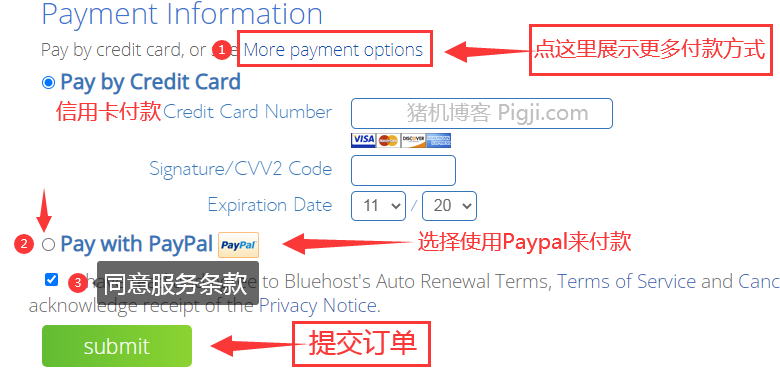 Payment Information
Pay by credit card, or
1
More payment options
点这里展示更多付款方式
Pay by Credit Card
信用卡付款
Credit Card Number
猪机博客 Pigji.com
VISA MasterCard DISCOVER AMERICAN EXPRESS
Signature/CVV2 Code
Expiration Date 11 / 20
2 Pay with PayPal PayPal
选择使用Paypal来付款
3 同意服务条款 to Bluehost's Auto Renewal Terms, Terms of Service and Canc
acknowledge receipt of the Privacy Notice.
submit
提交订单